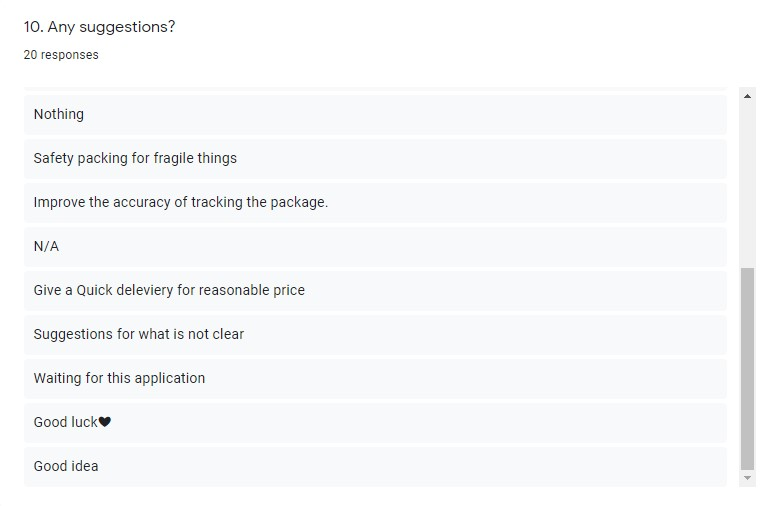 10. Any suggestions?
20 responses
Nothing
Safety packing for fragile things
Improve the accuracy of tracking the package.
N/A
Give a Quick deleviery for reasonable price
Suggestions for what is not clear
Waiting for this application
Good luck🖤
Good idea